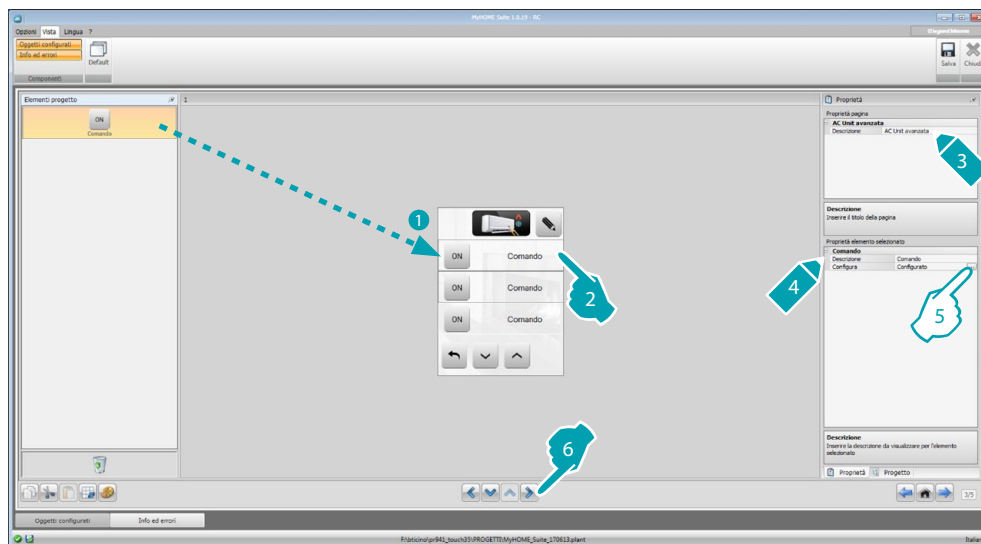 MyHOME Suite 1.0.15 - RC
Opzioni Vista Lingua ?
Oggetti configurati
Info ed errori
Default
Componenti
Salva
Chiudi
Elementi progetto
1
ON
Comando
1
ON Comando
ON Comando
ON Comando
2
Proprietà
Proprietà pagina
AC Unit avanzata
Descrizione AC Unit avanzata
3
Descrizione
Inserire il titolo della pagina
Proprietà elemento selezionato
Comando
Descrizione Comando
Configura Configurato ...
4
5
Descrizione
Inserire la descrizione da visualizzare per l'elemento
selezionato
Proprietà Progetto
6
3/5
Oggetti configurati Info ed errori
F:\bticino\pr941_touch35\PROGETTI\MyHOME_Suite_170613.plant